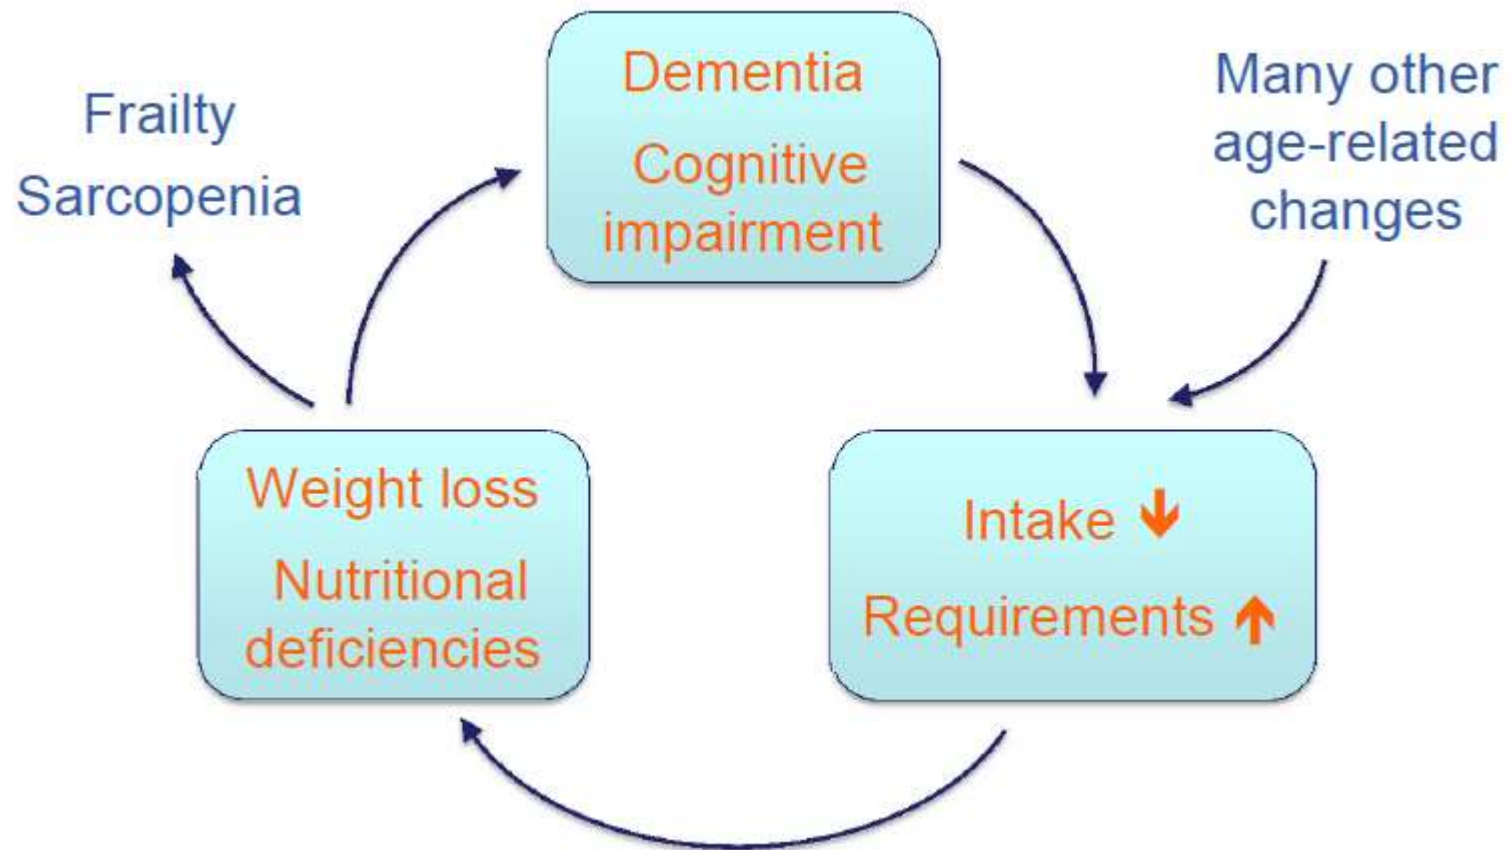 Dementia
Cognitive
impairment
Many other
age-related
changes
Frailty
Sarcopenia
Weight loss
Nutritional
deficiencies
Intake ↓
Requirements ↑